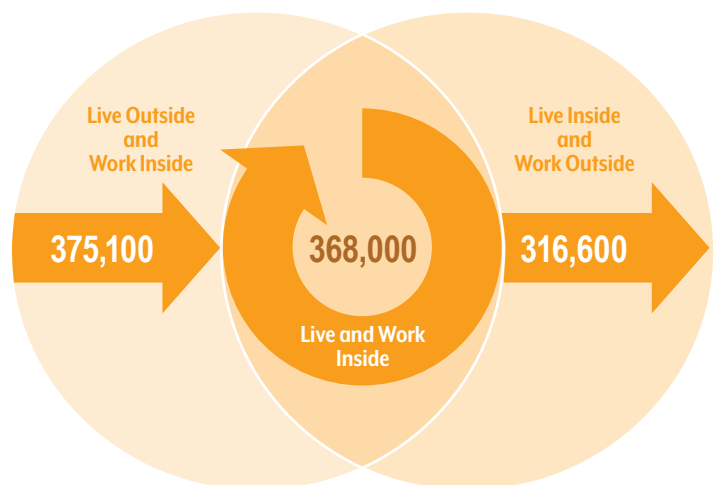 Live Outside
and
Work Inside
375,100
368,000
Live and Work
Inside
Live Inside
and
Work Outside
316,600